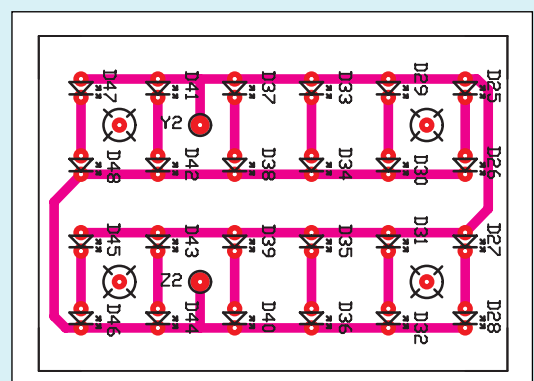 D47 D41 D37 D33 D29 D25
Y2
D48 D42 D38 D34 D30 D26
D45 D43 D39 D35 D31 D27
Z2
D46 D44 D40 D36 D32 D28